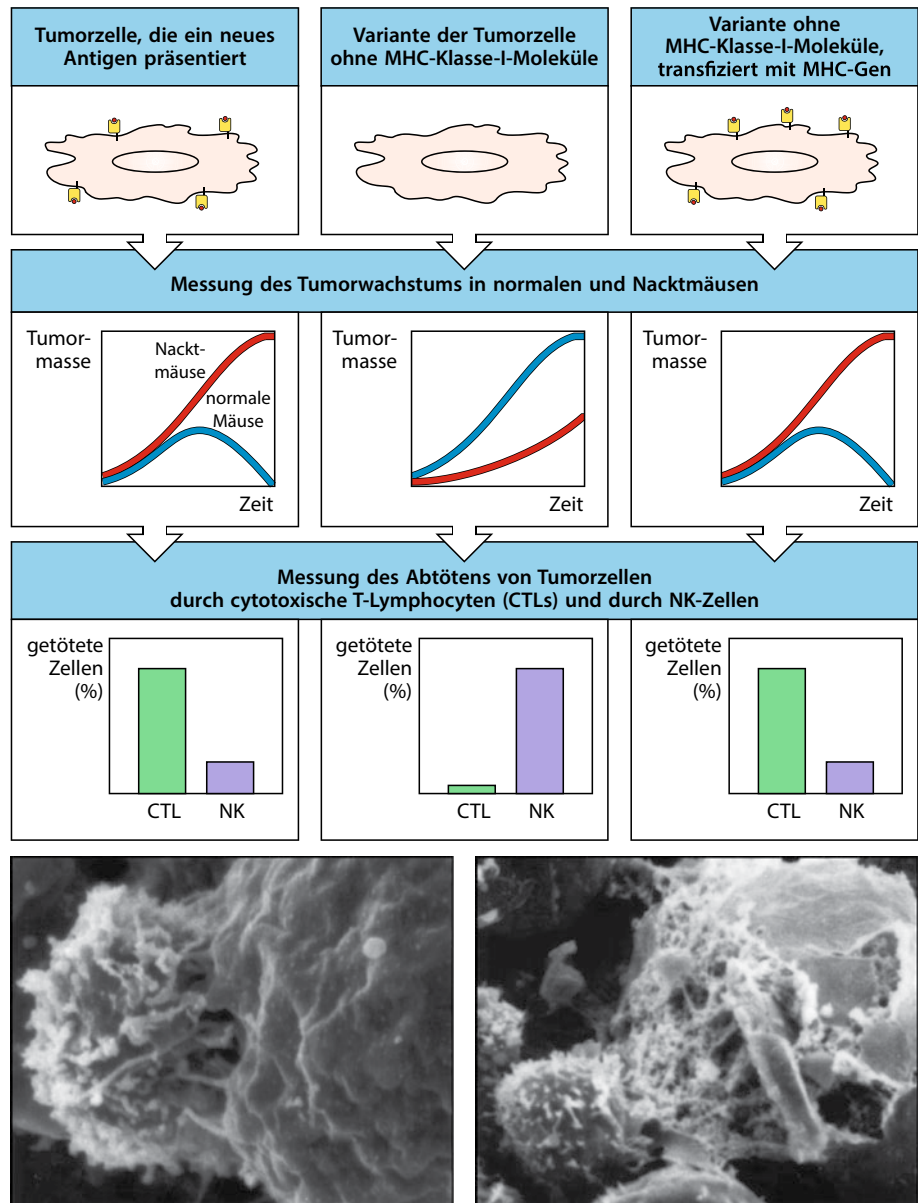 Tumorzelle, die ein neues
Antigen präsentiert
Variante der Tumorzelle
ohne MHC-Klasse-I-Moleküle
Variante ohne
MHC-Klasse-I-Moleküle,
transfiziert mit MHC-Gen
Messung des Tumorwachstums in normalen und Nacktmäusen
Tumor-
masse
Nackt-
mäuse
normale
Mäuse
Zeit
Tumor-
masse
Zeit
Tumor-
masse
Zeit
Messung des Abtötens von Tumorzellen
durch cytotoxische T-Lymphocyten (CTLs) und durch NK-Zellen
getötete
Zellen
(%)
CTL NK
getötete
Zellen
(%)
CTL NK
getötete
Zellen
(%)
CTL NK